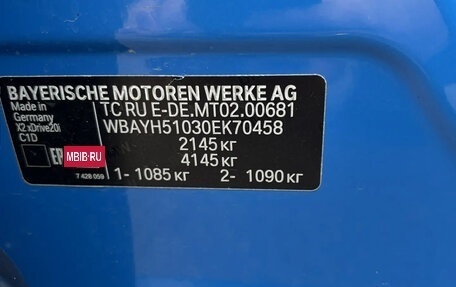 BAYERISCHE MOTOREN WERKE AG
Made in TC RU E-DE.MT02.00681
Germany WBAYH51030EK70458
X2 xDrive20i 2145 кг
C1D 4145 кг
MBIB.RU
1- 1085 кг 2- 1090 кг
7 428 059